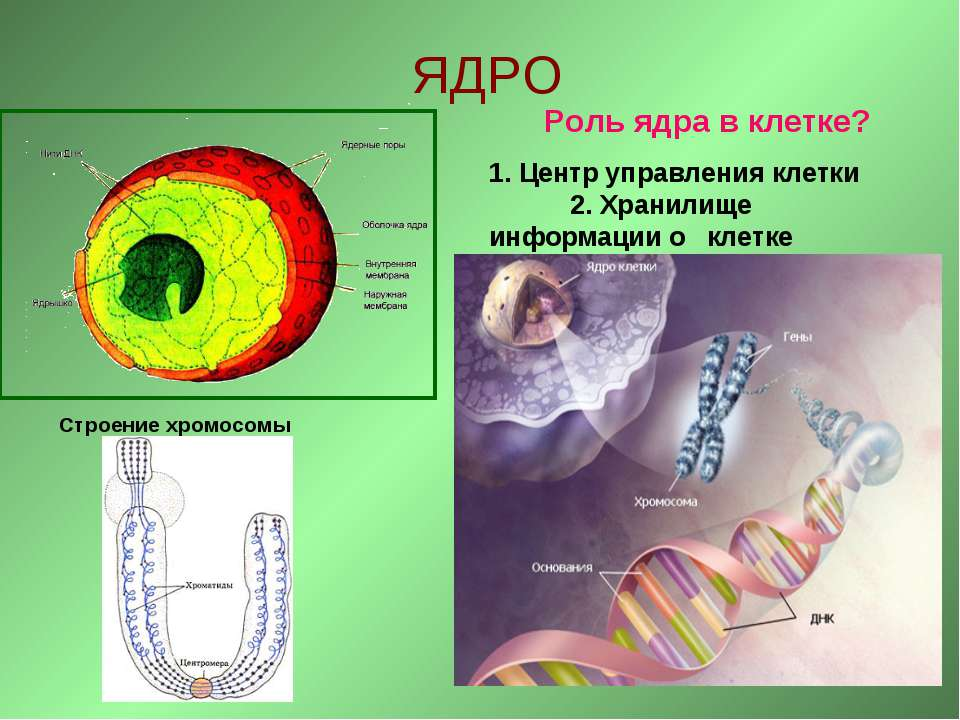 ЯДРО
Роль ядра в клетке?
1. Центр управления клетки
2. Хранилище
информации о клетке
Нити ДНК
Ядерные поры
Оболочка ядра
Внутренняя
мембрана
Наружная
мембрана
Ядрышко
Строение хромосомы
Хроматиды
Центромера
Ядро клетки
Гены
Хромосома
Основания
ДНК